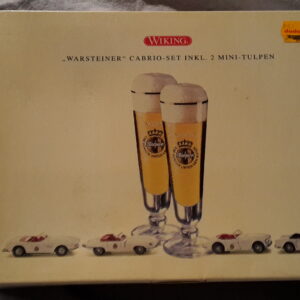 WIKING
„WARSTEINER“ CABRIO-SET INKL. 2 MINI-TULPEN